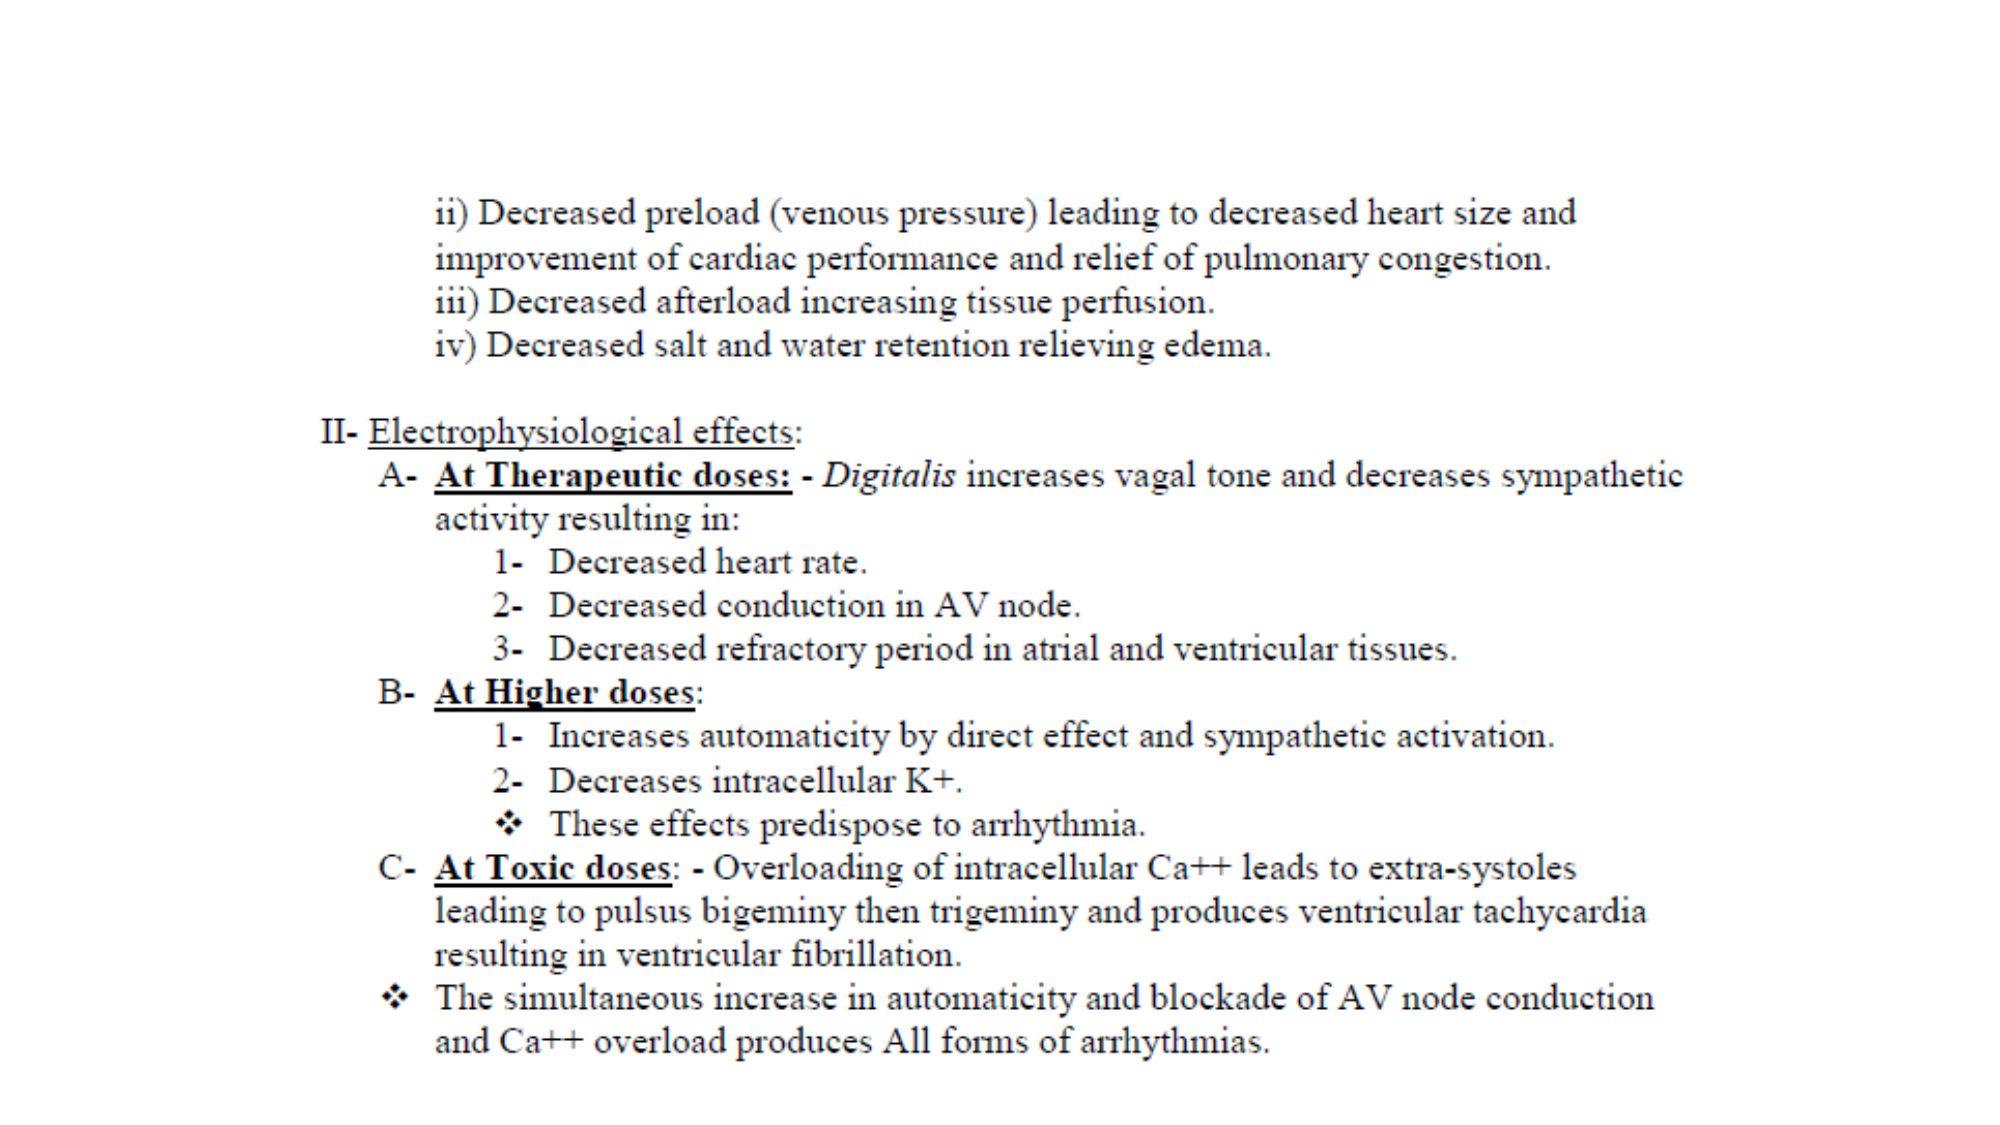 ii) Decreased preload (venous pressure) leading to decreased heart size and
improvement of cardiac performance and relief of pulmonary congestion.
iii) Decreased afterload increasing tissue perfusion.
iv) Decreased salt and water retention relieving edema.
II- Electrophysiological effects:
A- At Therapeutic doses: - Digitalis increases vagal tone and decreases sympathetic
activity resulting in:
1- Decreased heart rate.
2- Decreased conduction in AV node.
3- Decreased refractory period in atrial and ventricular tissues.
B- At Higher doses:
1- Increases automaticity by direct effect and sympathetic activation.
2- Decreases intracellular K+.
❖ These effects predispose to arrhythmia.
C- At Toxic doses: - Overloading of intracellular Ca++ leads to extra-systoles
leading to pulsus bigeminy then trigeminy and produces ventricular tachycardia
resulting in ventricular fibrillation.
❖ The simultaneous increase in automaticity and blockade of AV node conduction
and Ca++ overload produces All forms of arrhythmias.